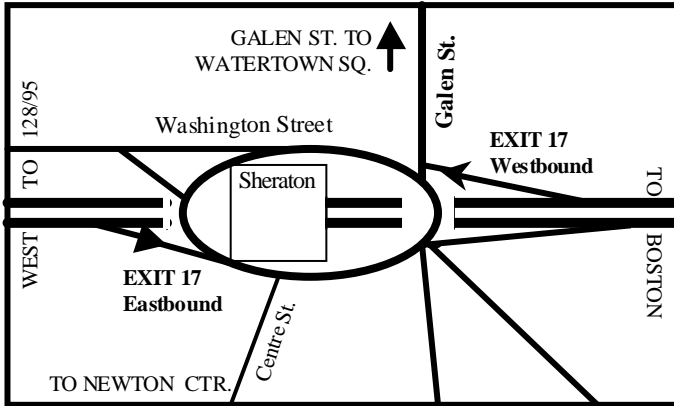 GALEN ST. TO
WATERTOWN SQ.
Galen St.
WEST TO 128/95
Washington Street
EXIT 17
Westbound
Sheraton
TO BOSTON
EXIT 17
Eastbound
Centre St.
TO NEWTON CTR.